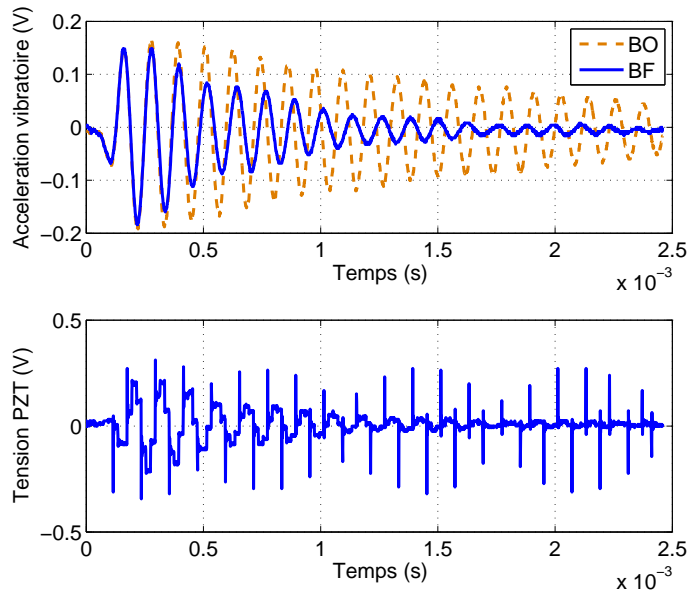 Acceleration vibratoire (V)
0.2
0.1
0
−0.1
−0.2
BO
BF
0 0.5 1 1.5 2 2.5
Temps (s)
x 10⁻³
Tension PZT (V)
0.5
0
−0.5
0 0.5 1 1.5 2 2.5
Temps (s)
x 10⁻³